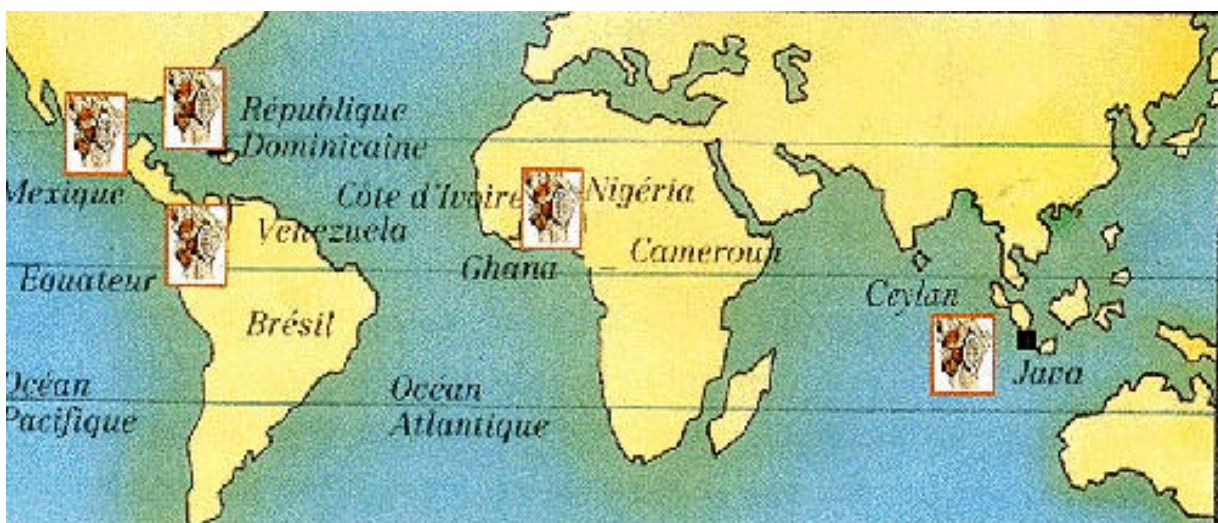 République
Dominicaine
Mexique
Côte d'Ivoire
Nigéria
Venezuela
Cameroun
Ghana
Equateur
Ceylan
Brésil
Java
Océan
Pacifique
Océan
Atlantique